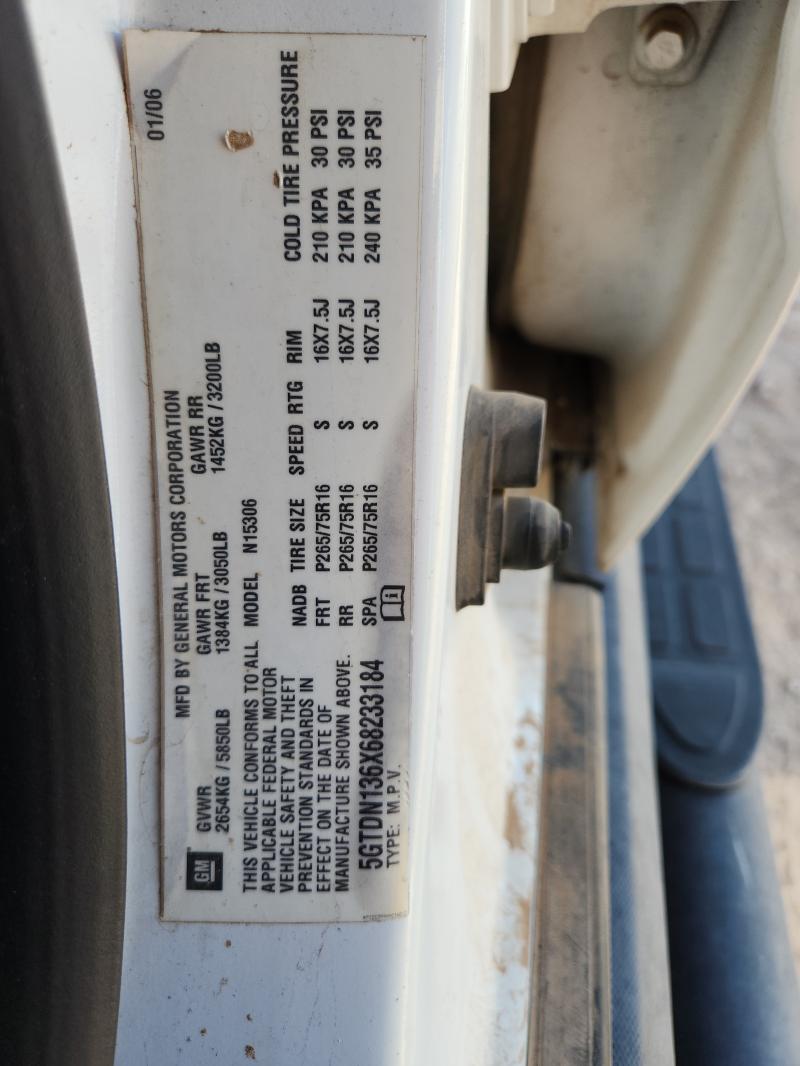 GM
MFD BY GENERAL MOTORS CORPORATION 01/06
GVWR GAWR FRT GAWR RR
2654KG / 5850LB 1384KG / 3050LB 1452KG / 3200LB
THIS VEHICLE CONFORMS TO ALL
APPLICABLE FEDERAL MOTOR
VEHICLE SAFETY AND THEFT
PREVENTION STANDARDS IN
EFFECT ON THE DATE OF
MANUFACTURE SHOWN ABOVE.
5GTDN136X68233184
TYPE: M.P.V.
MODEL N15306
NADB TIRE SIZE SPEED RTG RIM COLD TIRE PRESSURE
FRT P265/75R16 S 16X7.5J 210 KPA 30 PSI
RR P265/75R16 S 16X7.5J 210 KPA 30 PSI
SPA P265/75R16 S 16X7.5J 240 KPA 35 PSI